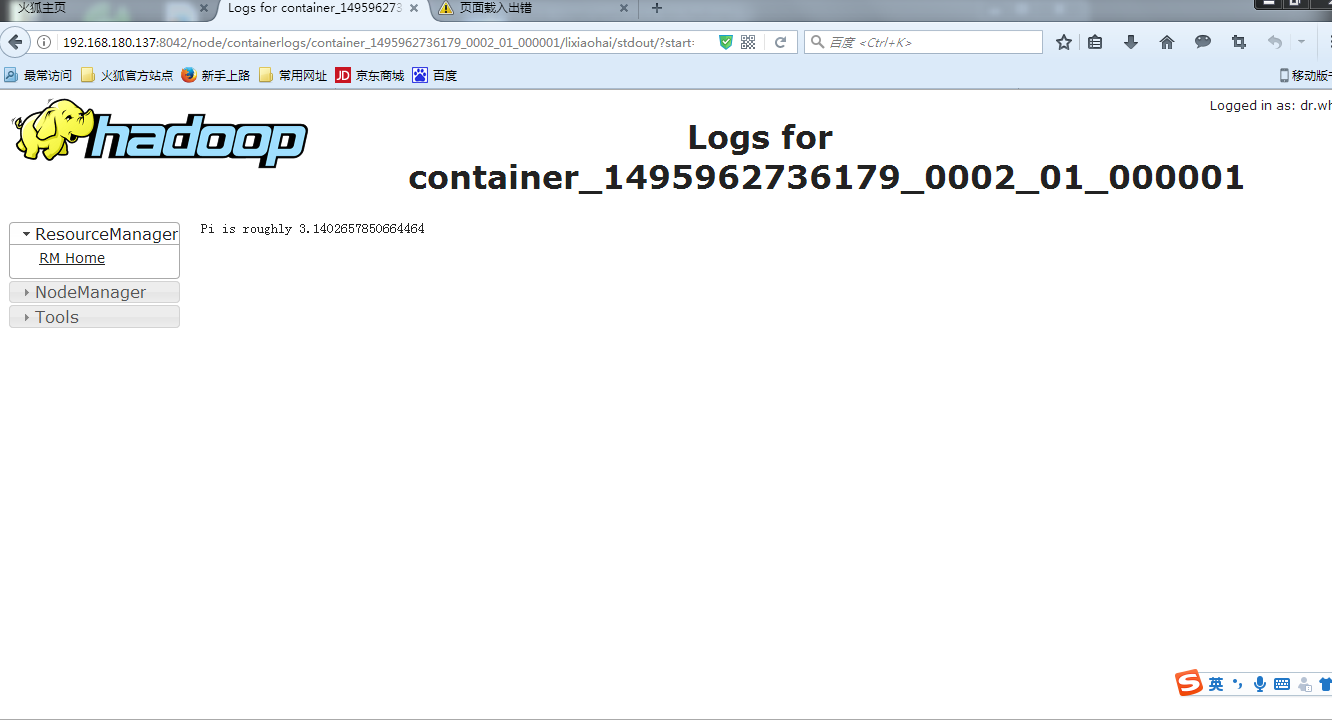 火狐主页
Logs for container_14959627
页面载入出错
192.168.180.137:8042/node/containerlogs/container_1495962736179_0002_01_000001/lixiaohai/stdout/?start:
百度 <Ctrl+K>
最常访问 火狐官方站点 新手上路 常用网址 JD 京东商城 百度 移动版
Logged in as: dr.wh
hadoop
Logs for
container_1495962736179_0002_01_000001
ResourceManager
RM Home
NodeManager
Tools
Pi is roughly 3.1402657850664464
S 英